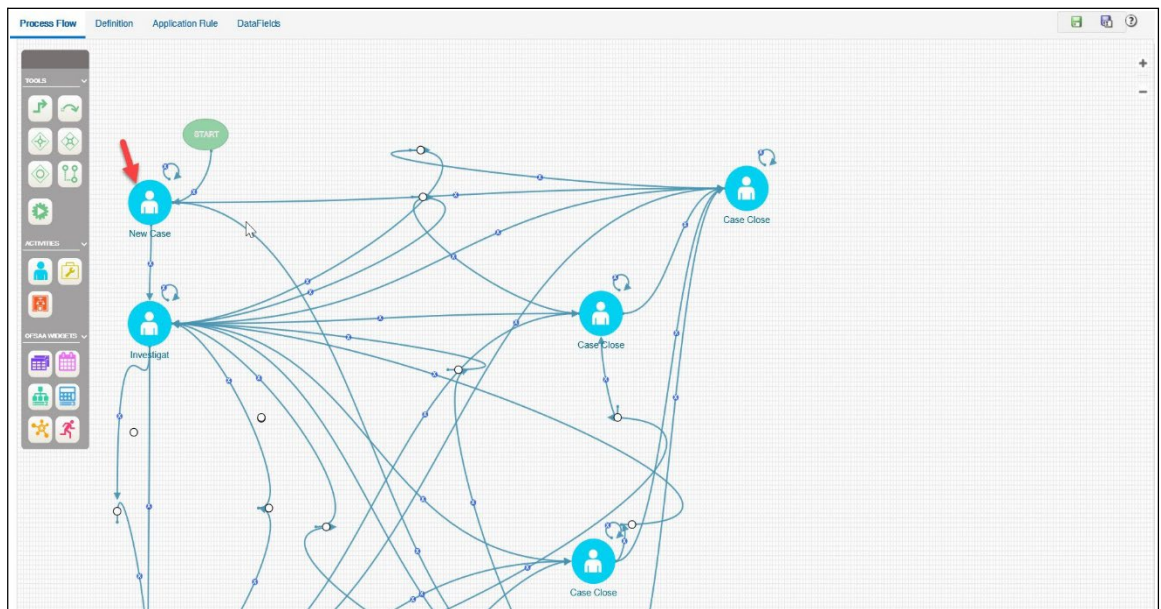 Process Flow Definition Application Rule DataFields
TOOLS
START
New Case
Case Close
ACTIVITIES
Investigat
Case Close
OFSAA WIDGETS
Case Close